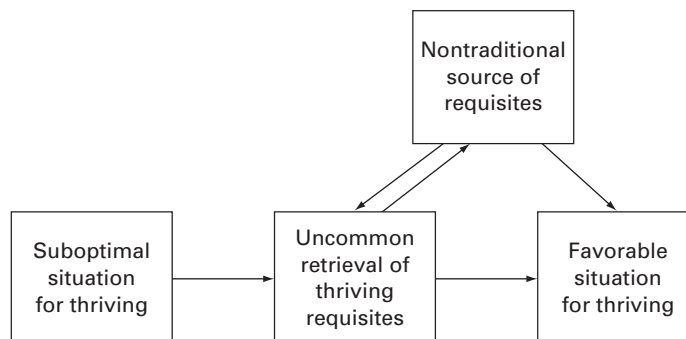 Nontraditional
source of
requisites
Suboptimal
situation
for thriving
Uncommon
retrieval of
thriving
requisites
Favorable
situation
for thriving